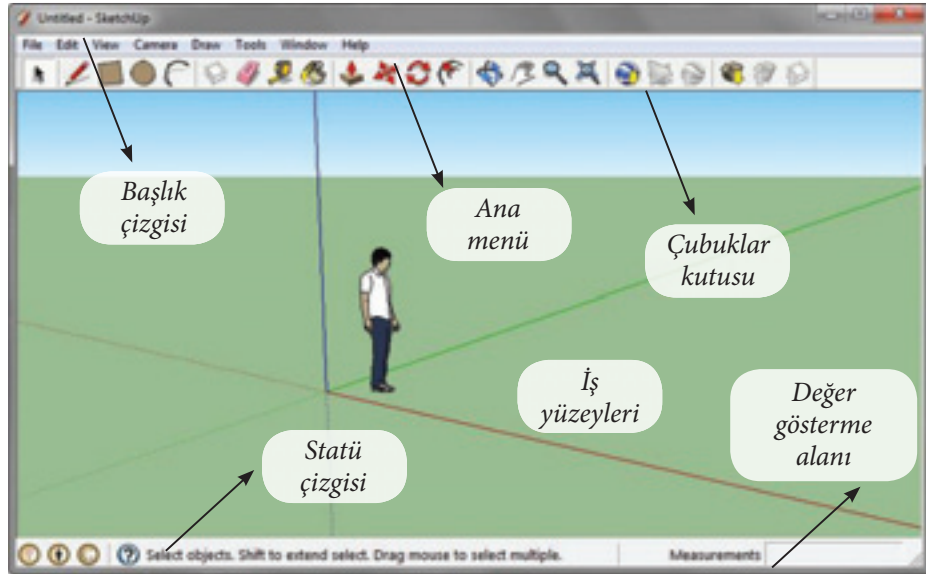 Untitled - SketchUp
File Edit View Camera Draw Tools Window Help
Başlık
çizgisi
Ana
menü
Çubuklar
kutusu
İş
yüzeyleri
Değer
gösterme
alanı
Statü
çizgisi
Select objects. Shift to extend select. Drag mouse to select multiple.
Measurements